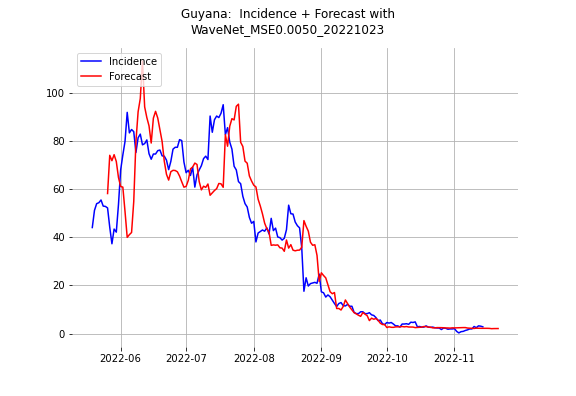 Guyana:  Incidence + Forecast with
WaveNet_MSE0.0050_20221023
Incidence
Forecast
100
80
60
40
20
0
2022-06 2022-07 2022-08 2022-09 2022-10 2022-11